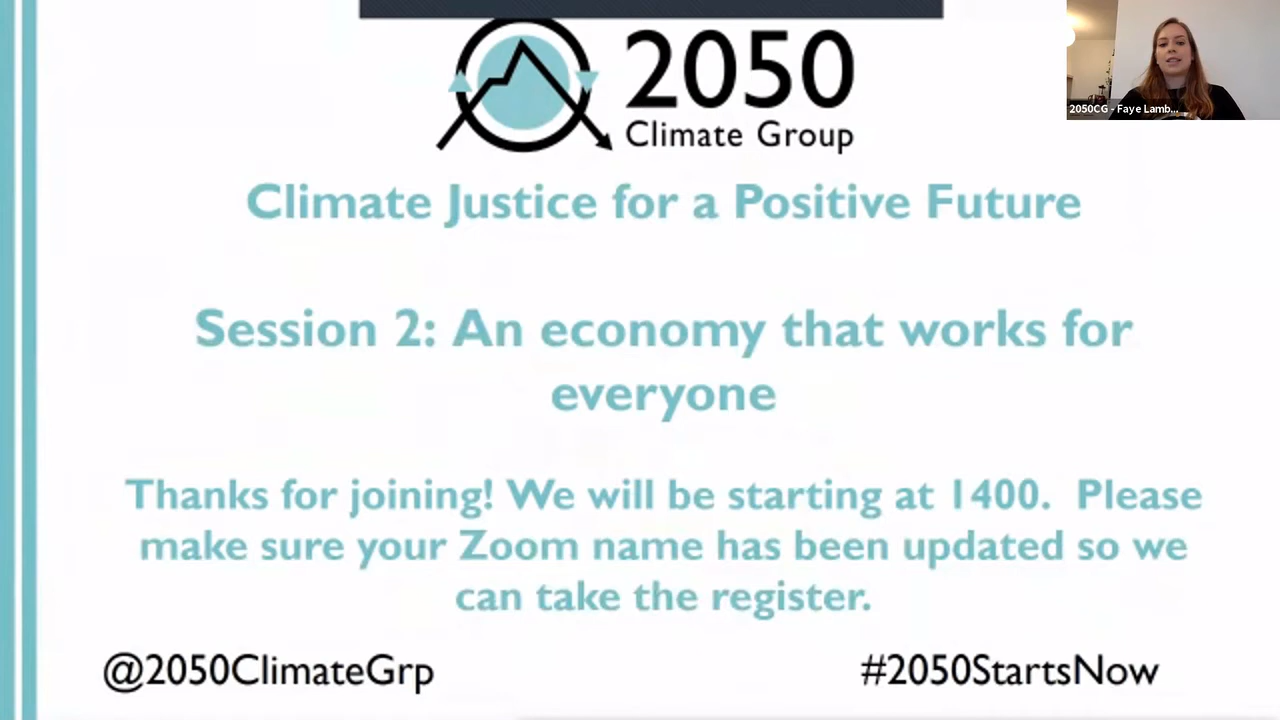 2050
Climate Group
2050CG - Faye Lamb...
Climate Justice for a Positive Future
Session 2: An economy that works for
everyone
Thanks for joining! We will be starting at 1400. Please
make sure your Zoom name has been updated so we
can take the register.
@2050ClimateGrp
#2050StartsNow